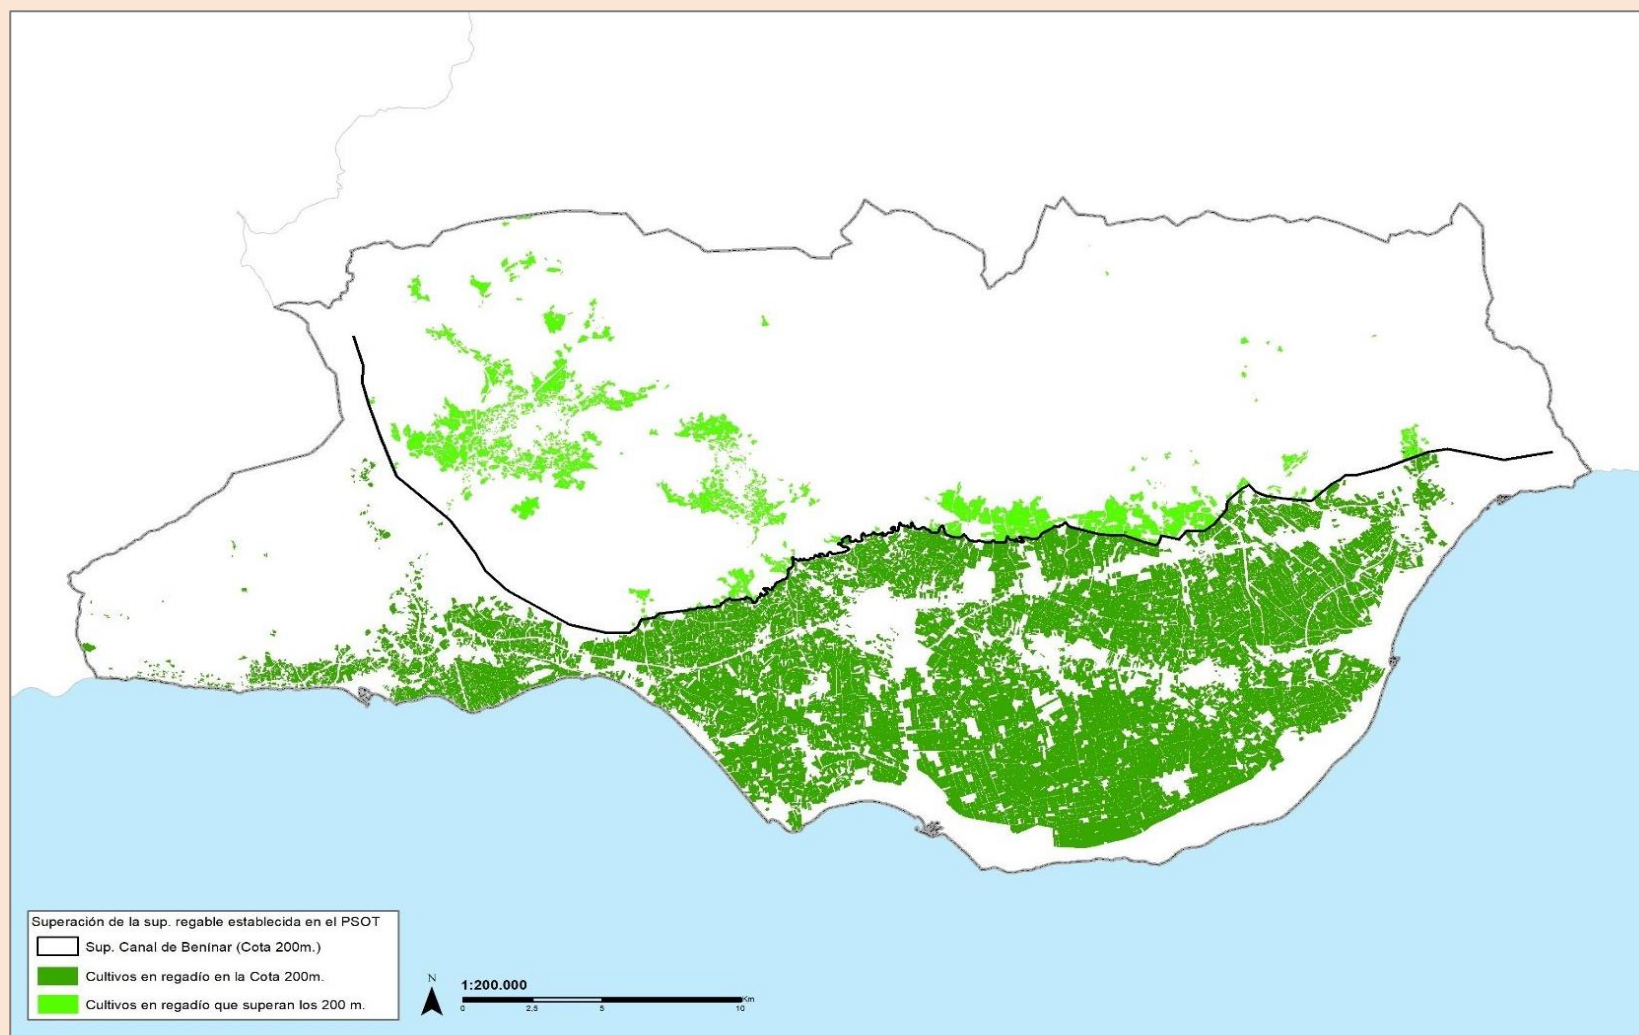 Superación de la sup. regable establecida en el PSOT
Sup. Canal de Benínar (Cota 200m.)
Cultivos en regadío en la Cota 200m.
Cultivos en regadío que superan los 200 m.
N
1:200.000
Km
0 2,5 5 10